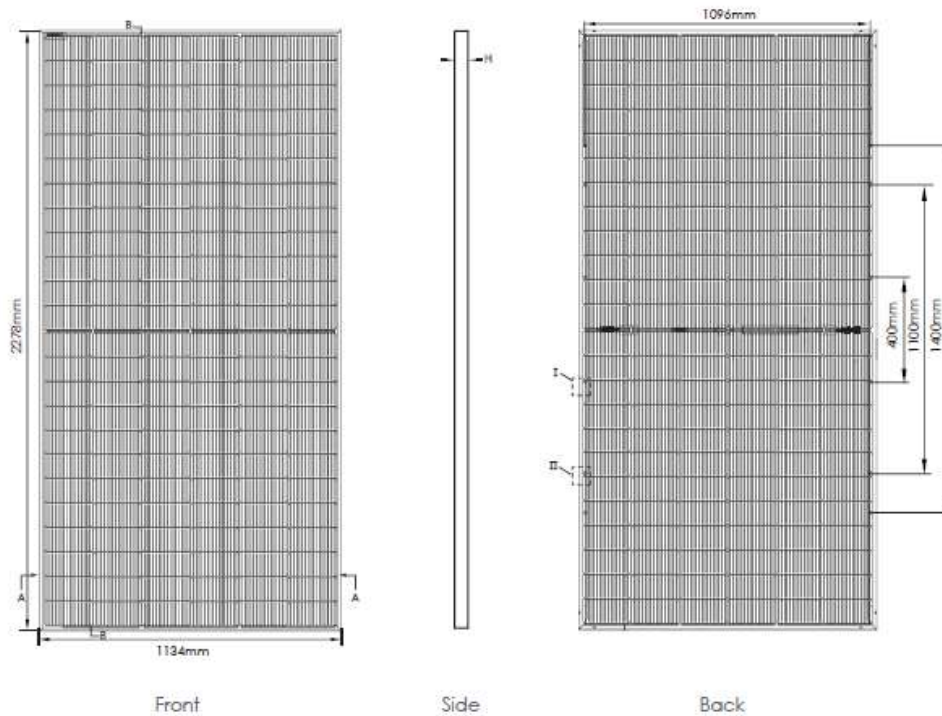 B
1096mm
H
2278mm
400mm
1100mm
1400mm
I
II
A
A
B
1134mm
Front
Side
Back